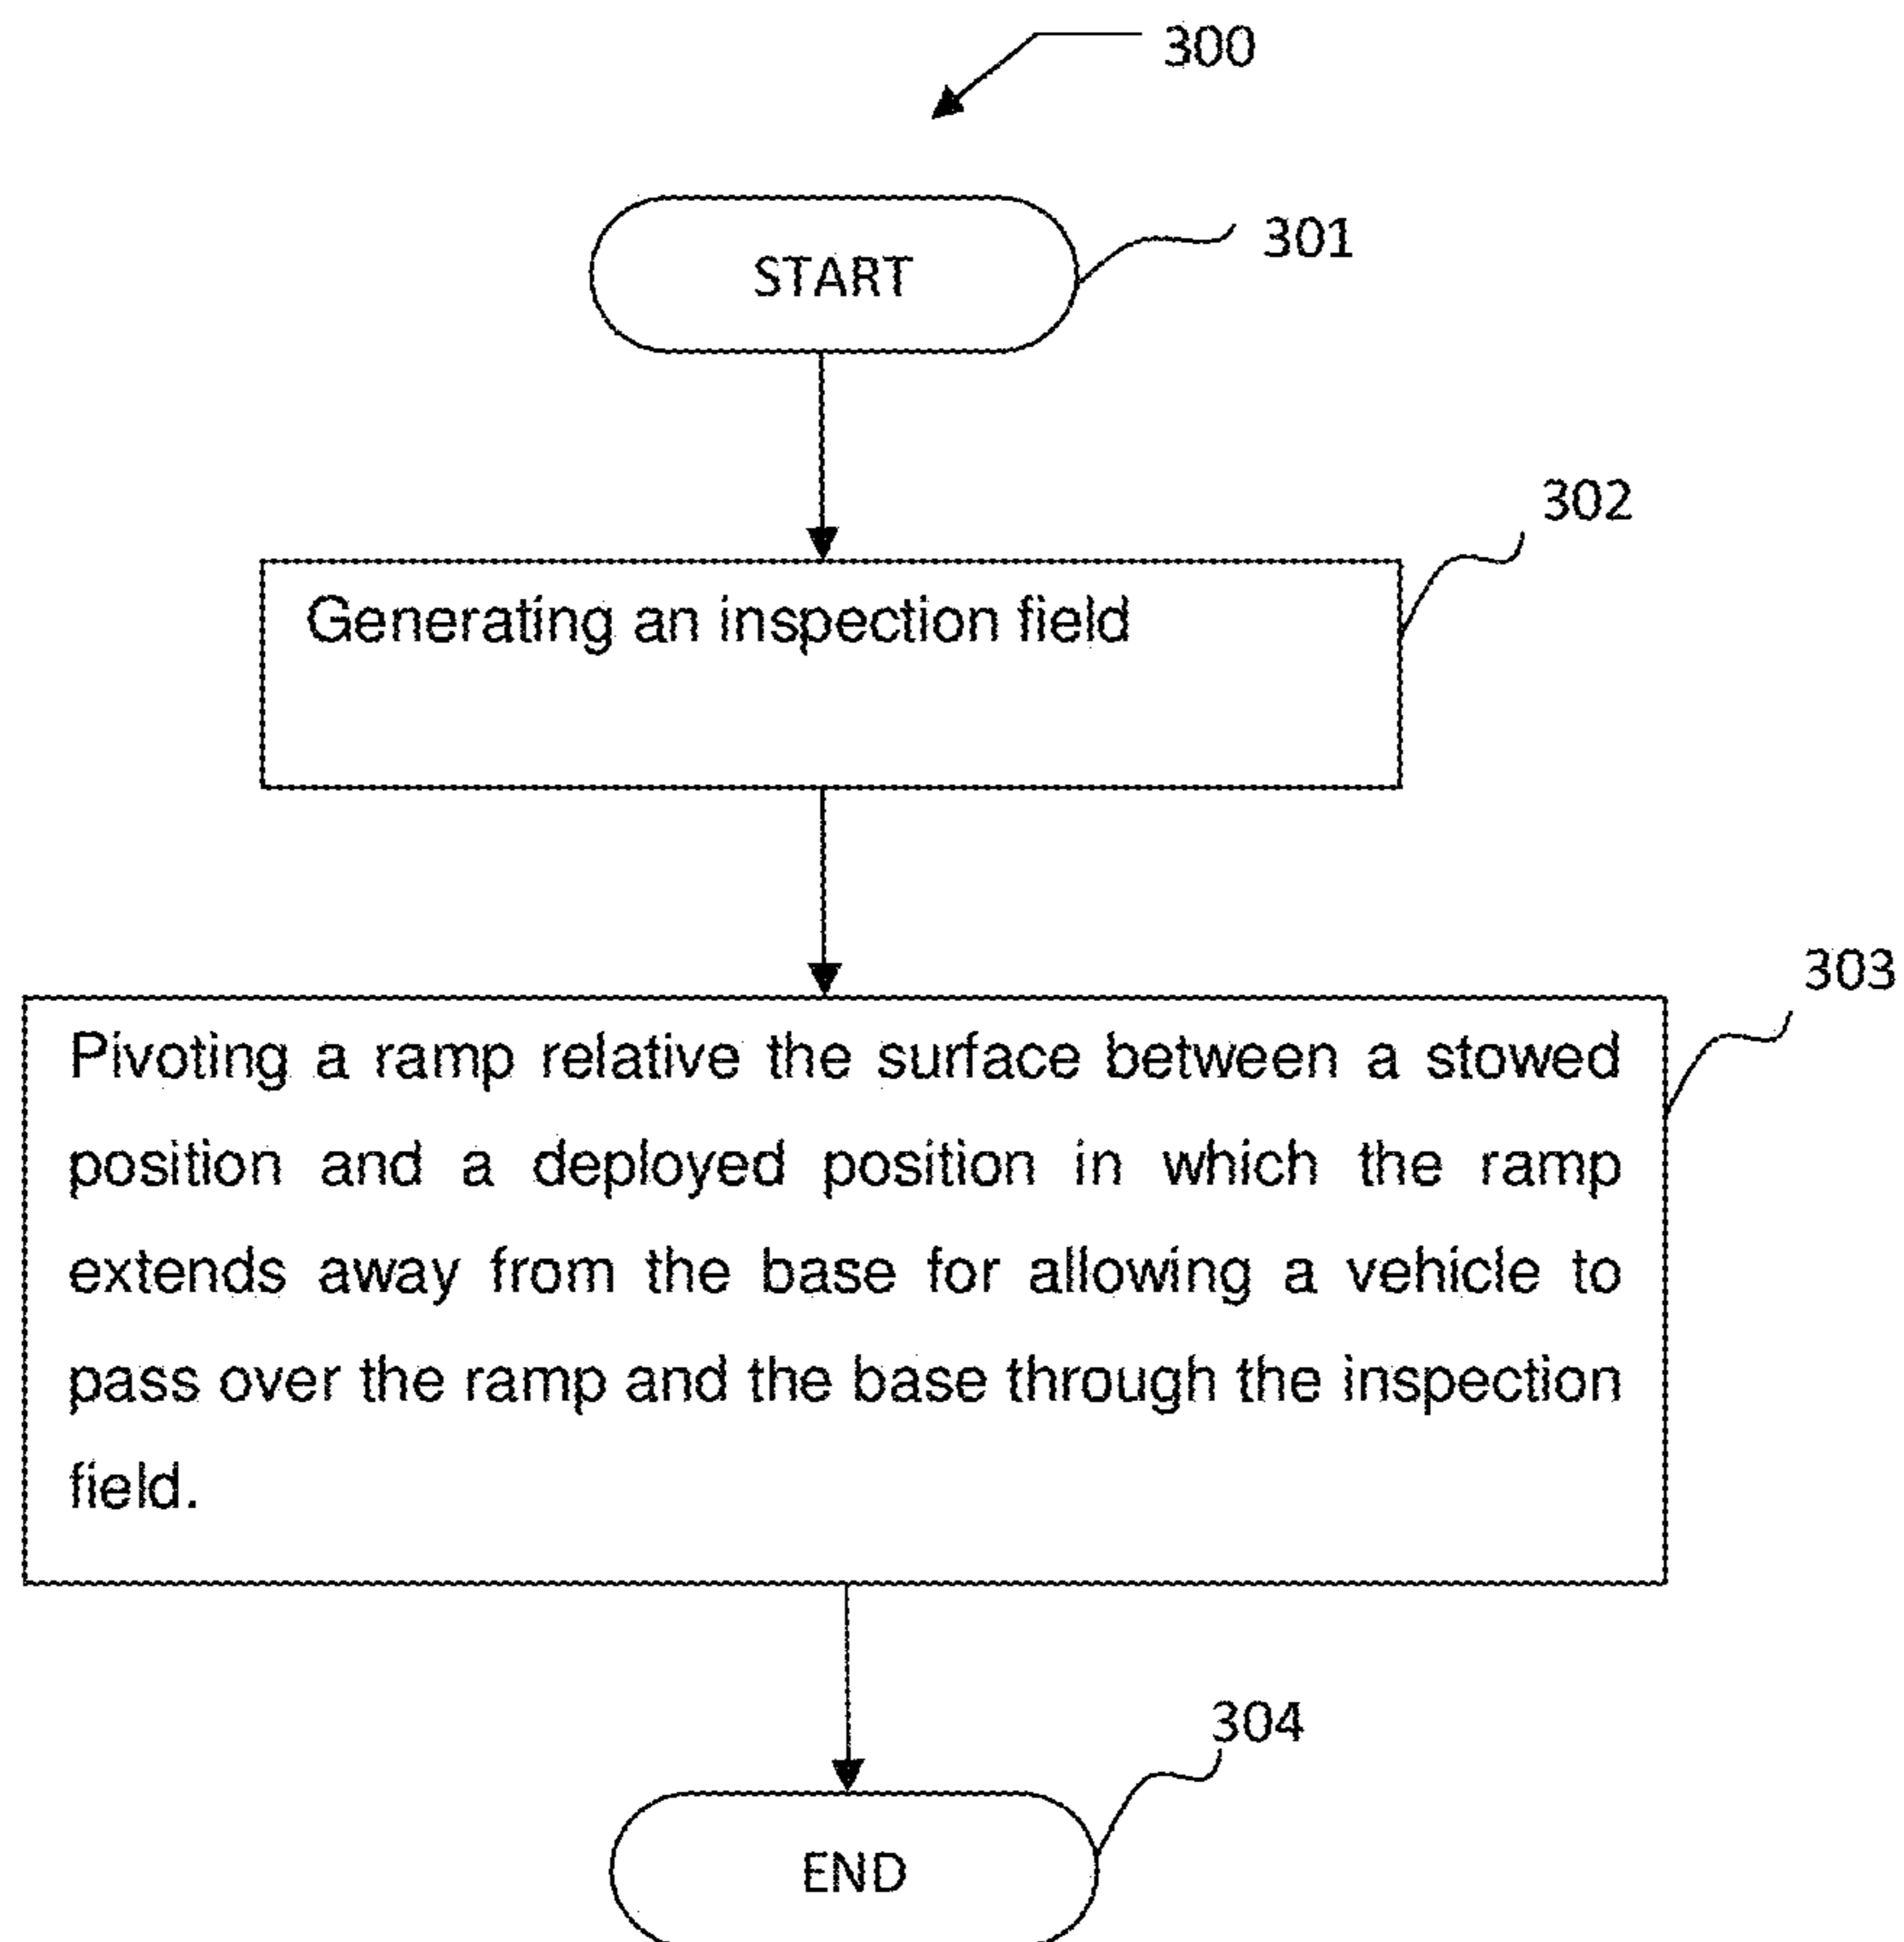 300
START
301
302
Generating an inspection field
303
Pivoting a ramp relative the surface between a stowed
position and a deployed position in which the ramp
extends away from the base for allowing a vehicle to
pass over the ramp and the base through the inspection
field.
304
END